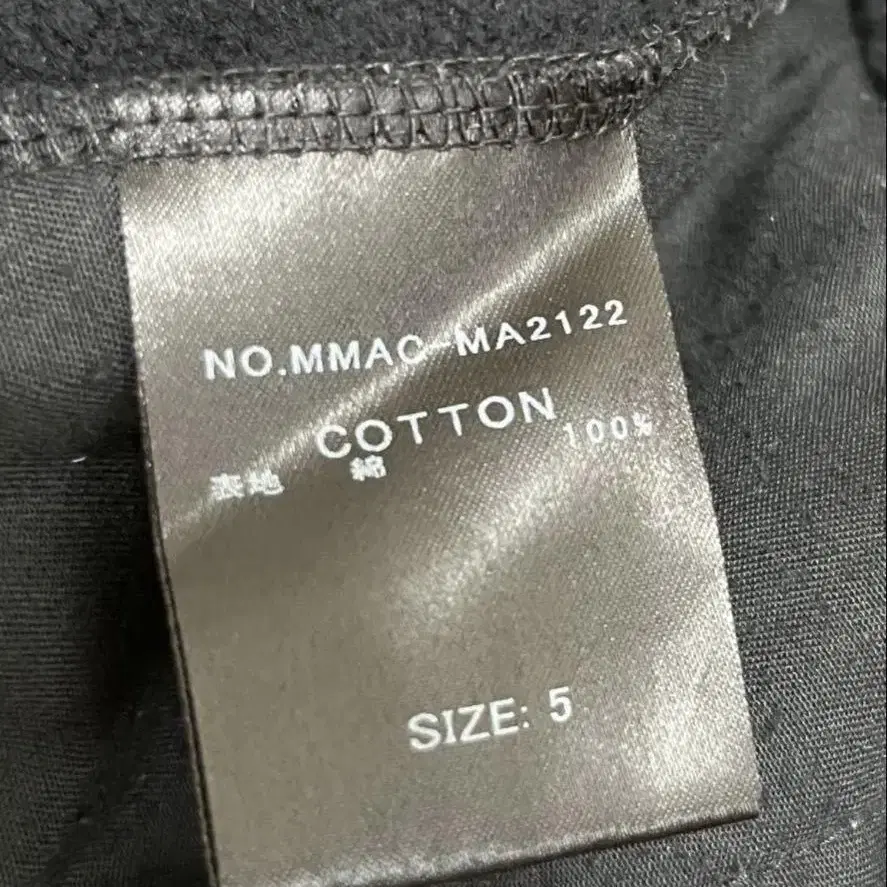 NO.MMAC-MA2122
COTTON
表地 綿 100%
SIZE: 5